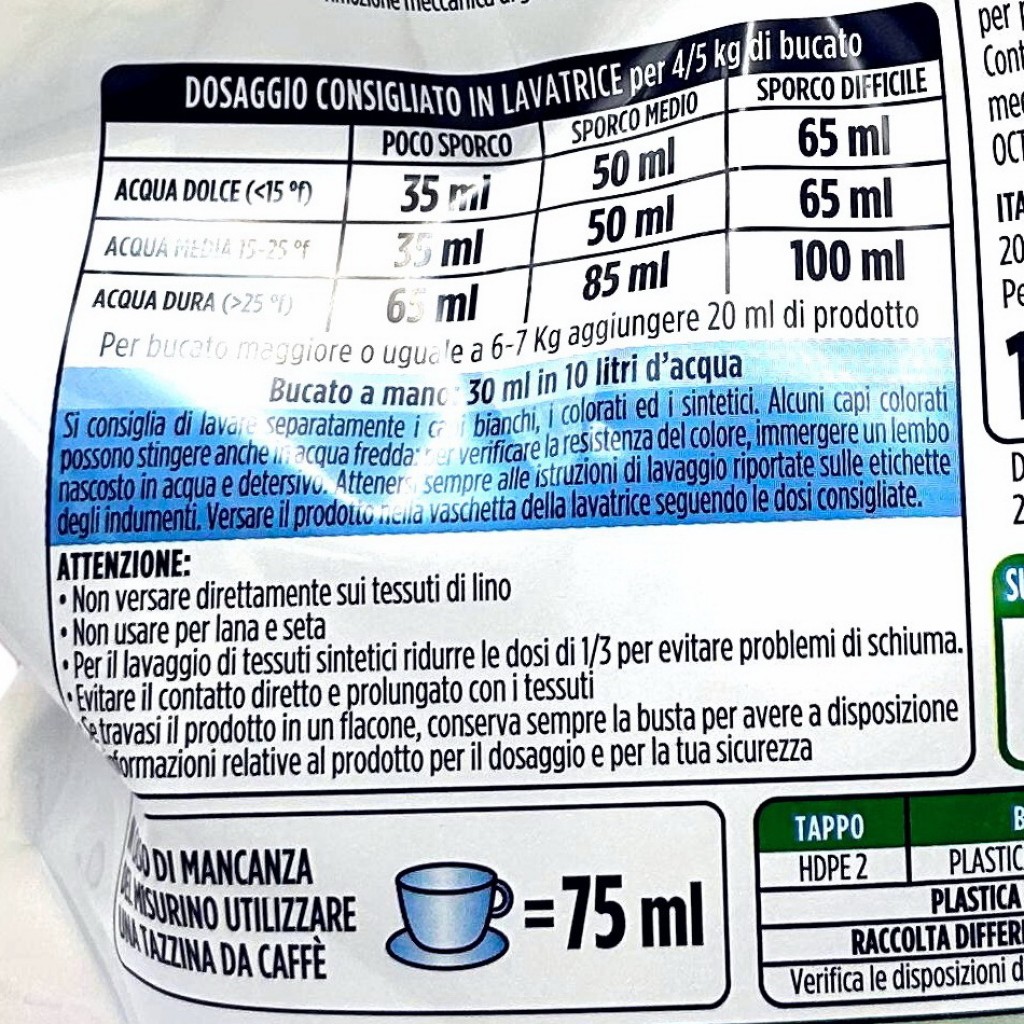 DOSAGGIO CONSIGLIATO IN LAVATRICE per 4/5 kg di bucato
POCO SPORCO SPORCO MEDIO SPORCO DIFFICILE
ACQUA DOLCE (<15 °f) 35 ml 50 ml 65 ml
ACQUA MEDIA 15-25 °f 35 ml 50 ml 65 ml
ACQUA DURA (>25 °f) 65 ml 85 ml 100 ml
Per bucato maggiore o uguale a 6-7 Kg aggiungere 20 ml di prodotto
Bucato a mano: 30 ml in 10 litri d'acqua
Si consiglia di lavare separatamente i capi bianchi, i colorati ed i sintetici. Alcuni capi colorati
possono stingere anche in acqua fredda: per verificare la resistenza del colore, immergere un lembo
nascosto in acqua e detersivo. Attenersi sempre alle istruzioni di lavaggio riportate sulle etichette
degli indumenti. Versare il prodotto nella vaschetta della lavatrice seguendo le dosi consigliate.
ATTENZIONE:
• Non versare direttamente sui tessuti di lino
• Non usare per lana e seta
• Per il lavaggio di tessuti sintetici ridurre le dosi di 1/3 per evitare problemi di schiuma.
• Evitare il contatto diretto e prolungato con i tessuti
Se travasi il prodotto in un flacone, conserva sempre la busta per avere a disposizione
formazioni relative al prodotto per il dosaggio e per la tua sicurezza
DI MANCANZA
MISURINO UTILIZZARE
UNA TAZZINA DA CAFFÈ
= 75 ml
TAPPO
HDPE 2 PLASTIC
PLASTICA
RACCOLTA DIFFER
Verifica le disposizioni d
per
Cont
ITA
20